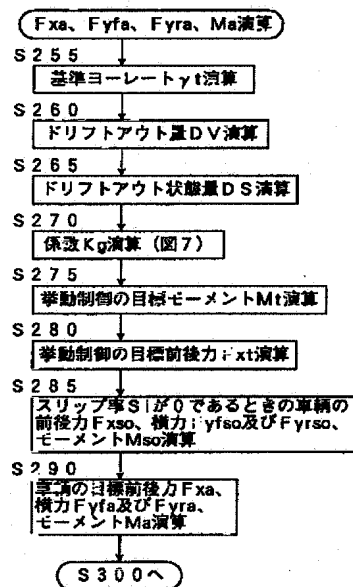 Fxa、Fyfa、Fyra、Ma演算
S255
基準ヨーレートγt演算
S260
ドリフトアウト量DV演算
S265
ドリフトアウト状態量DS演算
S270
係数Kg演算（図7）
S275
挙動制御の目標モーメントMt演算
S280
挙動制御の目標前後力Fxt演算
S285
スリップ率Siが0であるときの車輌の
前後力Fxso、横力Fyfso及びFyrso、
モーメントMso演算
S290
車輌の目標前後力Fxa、
横力Fyfa及びFyra、
モーメントMa演算
S300へ